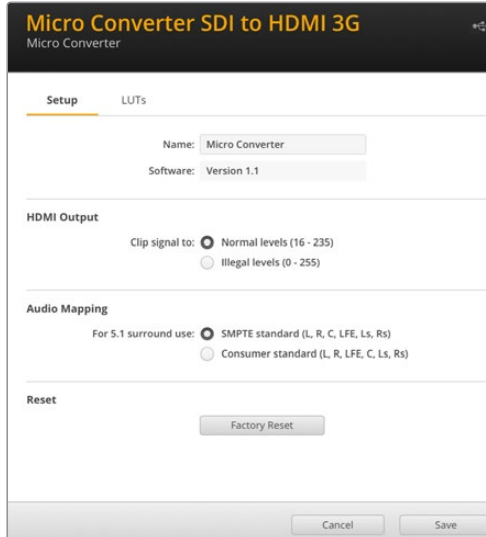 Micro Converter SDI to HDMI 3G
Micro Converter
Setup LUTs
Name: Micro Converter
Software: Version 1.1
HDMI Output
Clip signal to: Normal levels (16 - 235)
Illegal levels (0 - 255)
Audio Mapping
For 5.1 surround use: SMPTE standard (L, R, C, LFE, Ls, Rs)
Consumer standard (L, R, LFE, C, Ls, Rs)
Reset
Factory Reset
Cancel Save